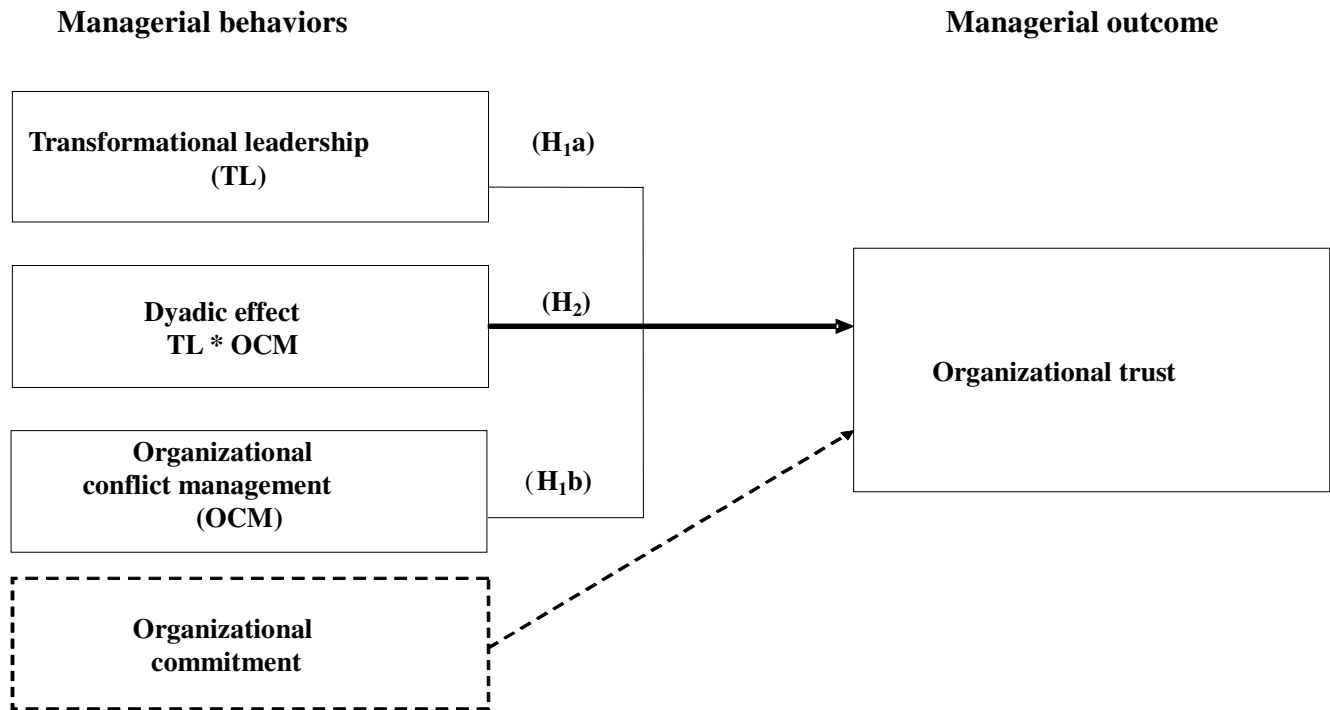 Managerial behaviors
Managerial outcome
Transformational leadership
(TL)
(H₁a)
Dyadic effect
TL * OCM
(H₂)
Organizational trust
Organizational
conflict management
(OCM)
(H₁b)
Organizational
commitment